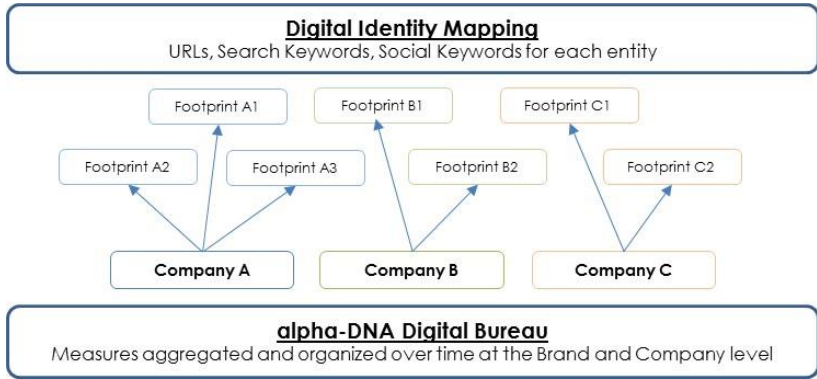 Digital Identity Mapping
URLs, Search Keywords, Social Keywords for each entity
Footprint A1
Footprint B1
Footprint C1
Footprint A2
Footprint A3
Footprint B2
Footprint C2
Company A
Company B
Company C
alpha-DNA Digital Bureau
Measures aggregated and organized over time at the Brand and Company level